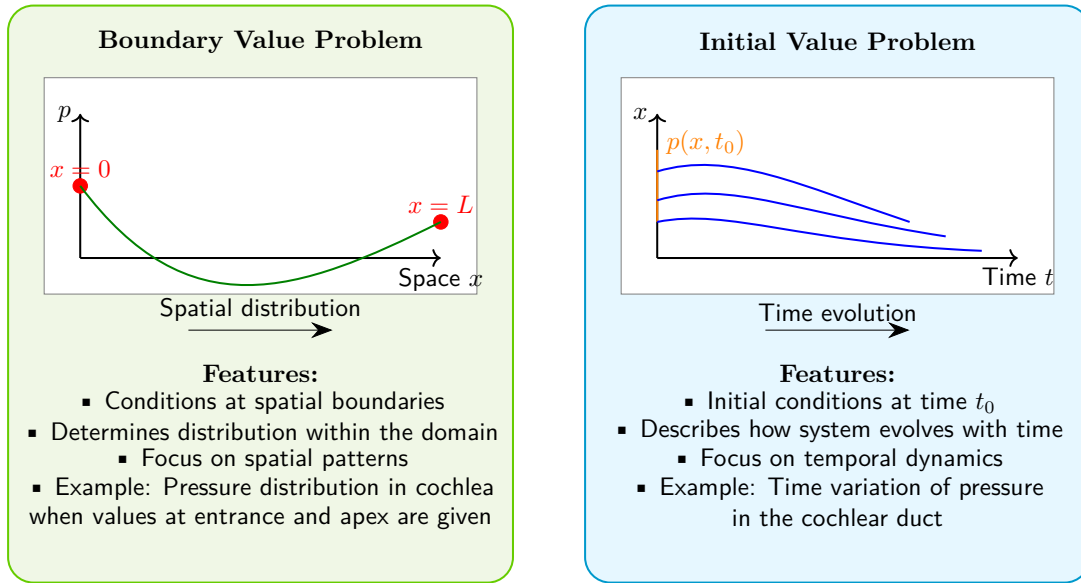 Boundary Value Problem
p
x = 0
x = L
Space x
Spatial distribution
Features:
▪ Conditions at spatial boundaries
▪ Determines distribution within the domain
▪ Focus on spatial patterns
▪ Example: Pressure distribution in cochlea
when values at entrance and apex are given
Initial Value Problem
x
p(x, t₀)
Time t
Time evolution
Features:
▪ Initial conditions at time t₀
▪ Describes how system evolves with time
▪ Focus on temporal dynamics
▪ Example: Time variation of pressure
in the cochlear duct